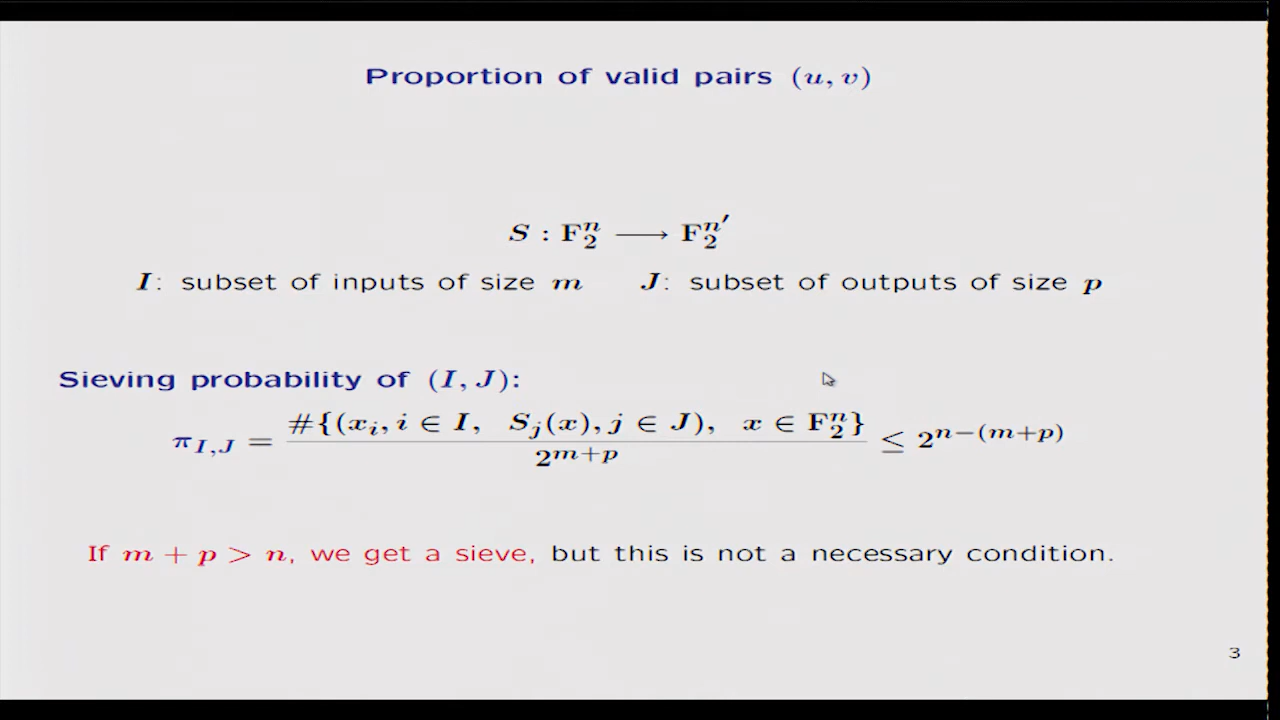 Proportion of valid pairs (u, v)
S : F₂ⁿ ⟶ F₂ⁿ′
I: subset of inputs of size m J: subset of outputs of size p
Sieving probability of (I, J):
π_{I,J} = #{(x_i, i ∈ I, S_j(x), j ∈ J), x ∈ F₂ⁿ} / 2^{m+p} ≤ 2^{n−(m+p)}
If m + p > n, we get a sieve, but this is not a necessary condition.
3